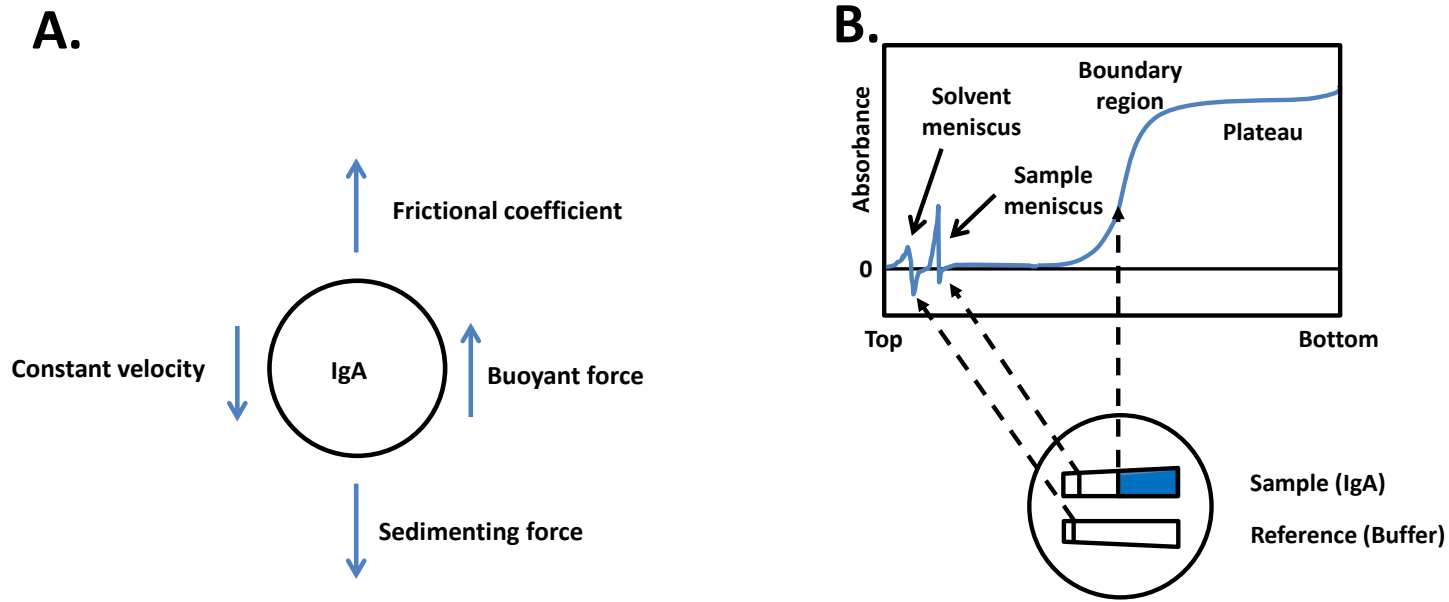 A.
Frictional coefficient
Constant velocity
IgA
Buoyant force
Sedimenting force
B.
Absorbance
0
Solvent
meniscus
Sample
meniscus
Boundary
region
Plateau
Top
Bottom
Sample (IgA)
Reference (Buffer)